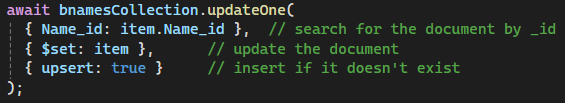 await bnamesCollection.updateOne(
  { Name_id: item.Name_id },  // search for the document by _id
  { $set: item },       // update the document
  { upsert: true }      // insert if it doesn't exist
);